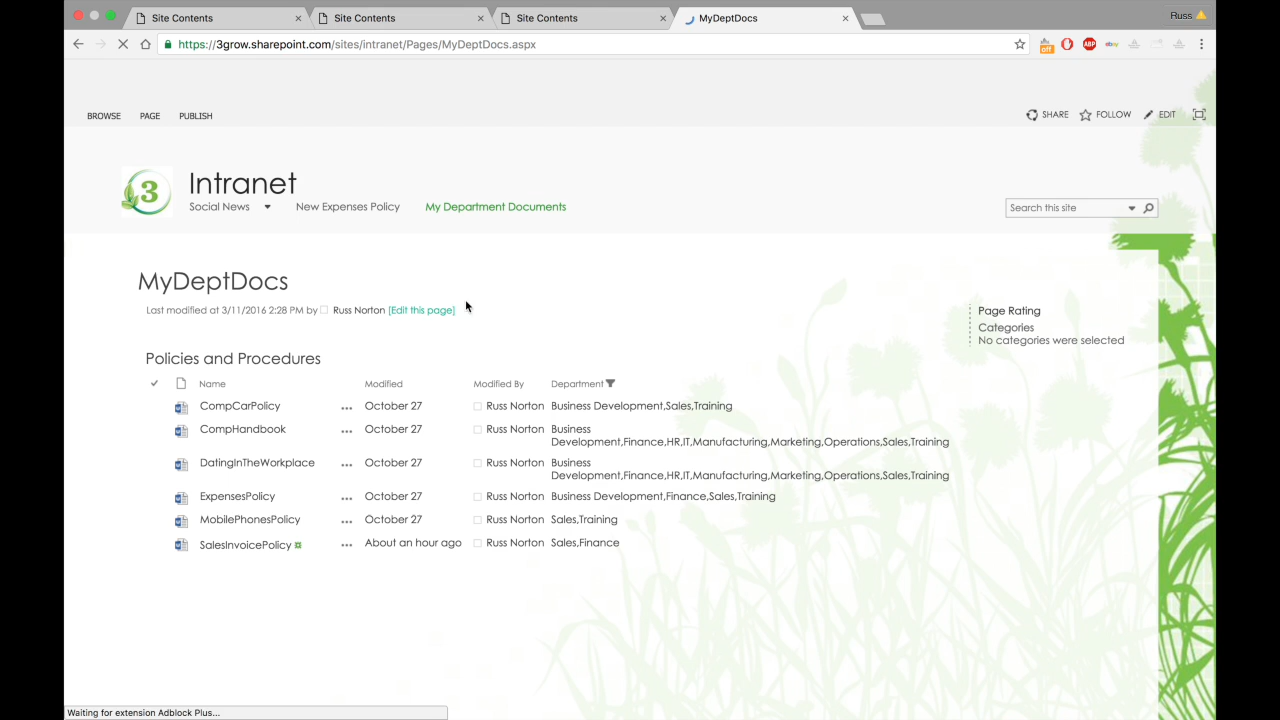 Site Contents
Site Contents
Site Contents
MyDeptDocs
Russ
https://3grow.sharepoint.com/sites/intranet/Pages/MyDeptDocs.aspx
off
ABP
ebay
BROWSE PAGE PUBLISH
SHARE FOLLOW EDIT
3
Intranet
Social News New Expenses Policy My Department Documents
Search this site
MyDeptDocs
Last modified at 3/11/2016 2:28 PM by Russ Norton [Edit this page]
Page Rating
Categories
No categories were selected
Policies and Procedures
Name Modified Modified By Department
CompCarPolicy ... October 27 Russ Norton Business Development,Sales,Training
CompHandbook ... October 27 Russ Norton Business
Development,Finance,HR,IT,Manufacturing,Marketing,Operations,Sales,Training
DatingInTheWorkplace ... October 27 Russ Norton Business
Development,Finance,HR,IT,Manufacturing,Marketing,Operations,Sales,Training
ExpensesPolicy ... October 27 Russ Norton Business Development,Finance,Sales,Training
MobilePhonesPolicy ... October 27 Russ Norton Sales,Training
SalesInvoicePolicy ... About an hour ago Russ Norton Sales,Finance
Waiting for extension Adblock Plus...